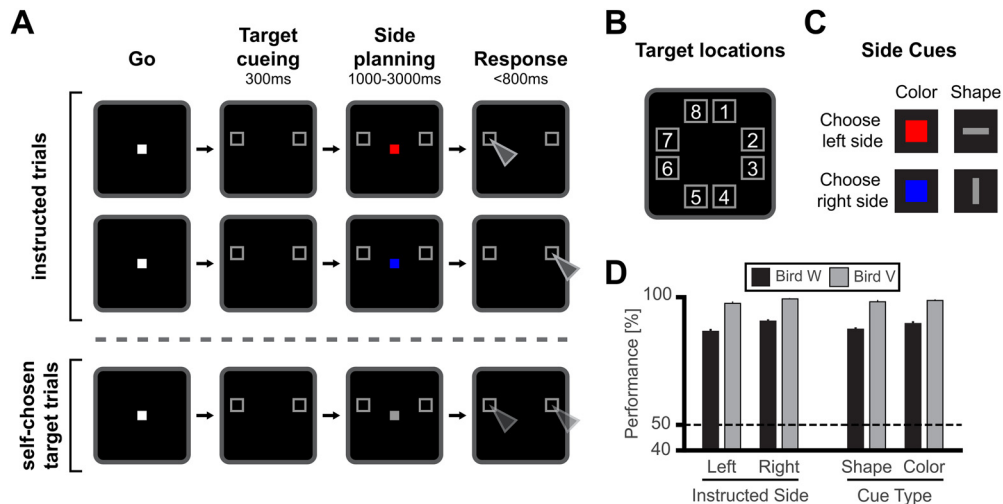 A
Go
Target
cueing
300ms
Side
planning
1000-3000ms
Response
<800ms
instructed trials
self-chosen
target trials
B
Target locations
8 1
7 2
6 3
5 4
C
Side Cues
Color Shape
Choose
left side
Choose
right side
D
Bird W Bird V
Performance [%]
100
50
40
Left Right Shape Color
Instructed Side Cue Type